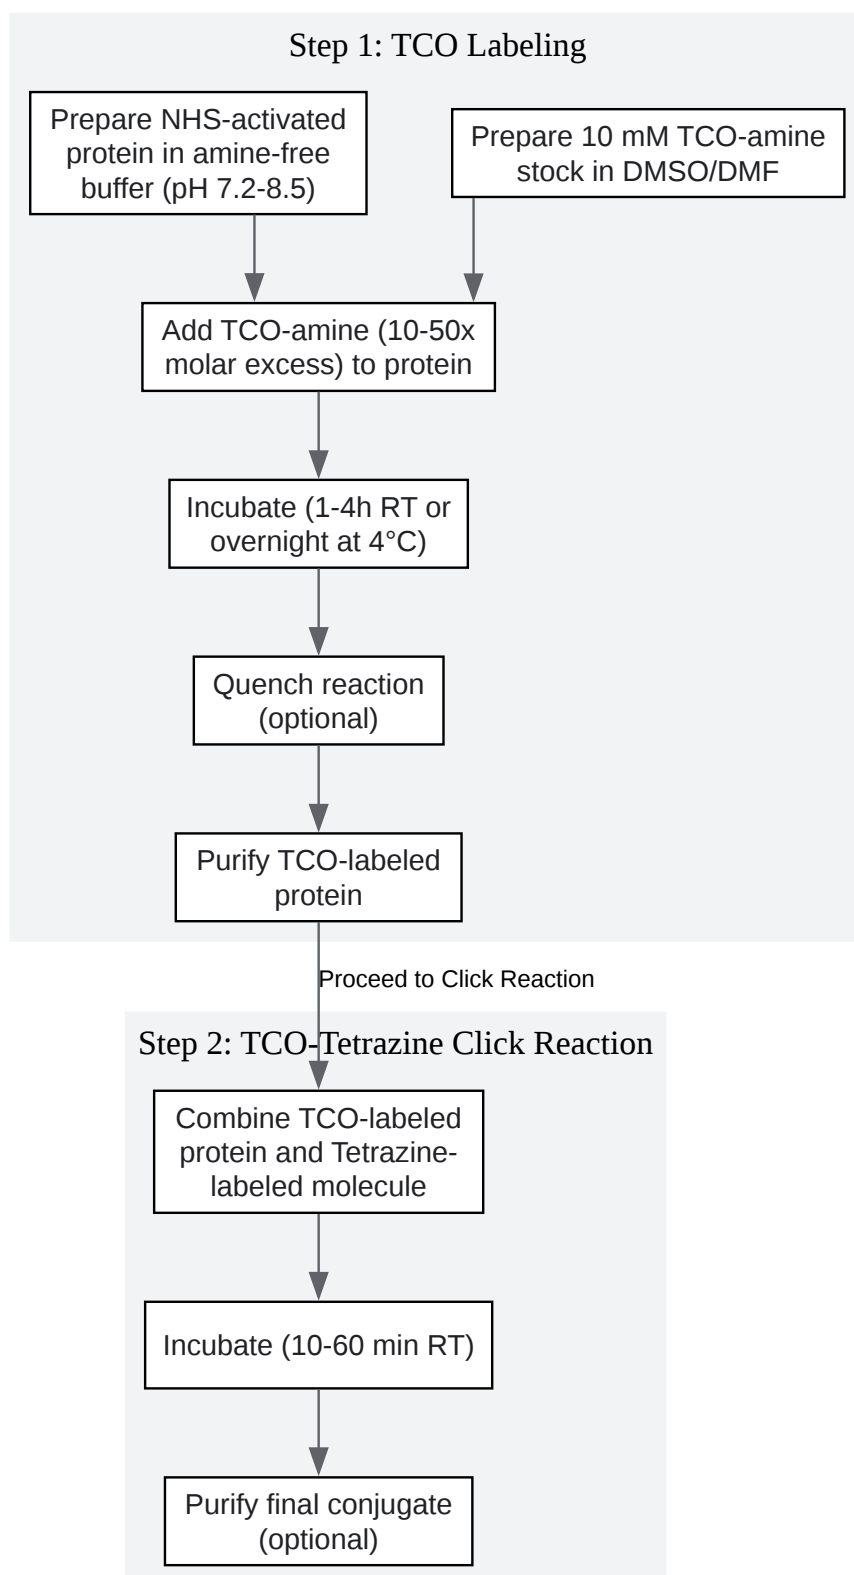 Step 1: TCO Labeling
Prepare NHS-activated
protein in amine-free
buffer (pH 7.2-8.5)
Prepare 10 mM TCO-amine
stock in DMSO/DMF
Add TCO-amine (10-50x
molar excess) to protein
Incubate (1-4h RT or
overnight at 4°C)
Quench reaction
(optional)
Purify TCO-labeled
protein
Proceed to Click Reaction
Step 2: TCO-Tetrazine Click Reaction
Combine TCO-labeled
protein and Tetrazine-
labeled molecule
Incubate (10-60 min RT)
Purify final conjugate
(optional)